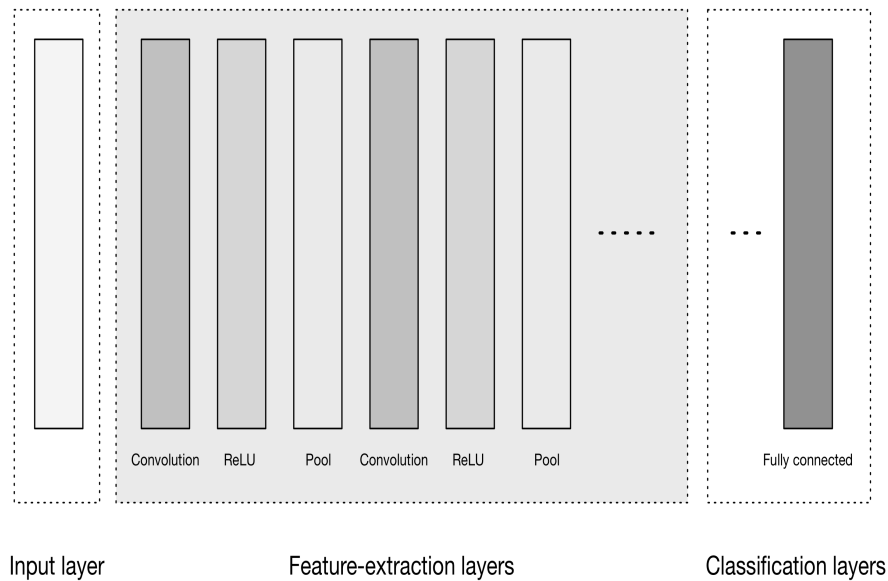 Convolution ReLU Pool Convolution ReLU Pool Fully connected
Input layer Feature-extraction layers Classification layers